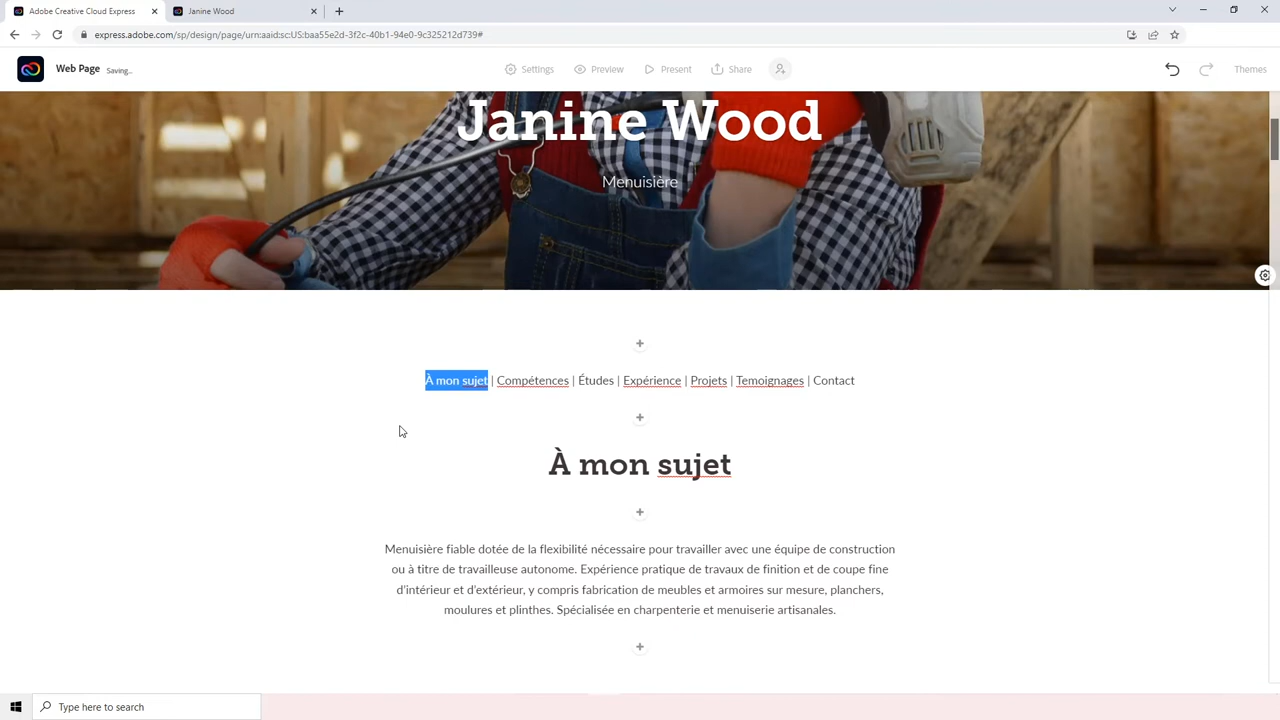 Adobe Creative Cloud Express
Janine Wood
express.adobe.com/sp/design/page/urn:aaid:sc:US:baa55e2d-3f2c-40b1-94e0-9c325212d739#
Web Page Saving...
Settings Preview Present Share
Themes
Janine Wood
Menuisière
À mon sujet | Compétences | Études | Expérience | Projets | Temoignages | Contact
À mon sujet
Menuisière fiable dotée de la flexibilité nécessaire pour travailler avec une équipe de construction
ou à titre de travailleuse autonome. Expérience pratique de travaux de finition et de coupe fine
d'intérieur et d'extérieur, y compris fabrication de meubles et armoires sur mesure, planchers,
moulures et plinthes. Spécialisée en charpenterie et menuiserie artisanales.
Type here to search